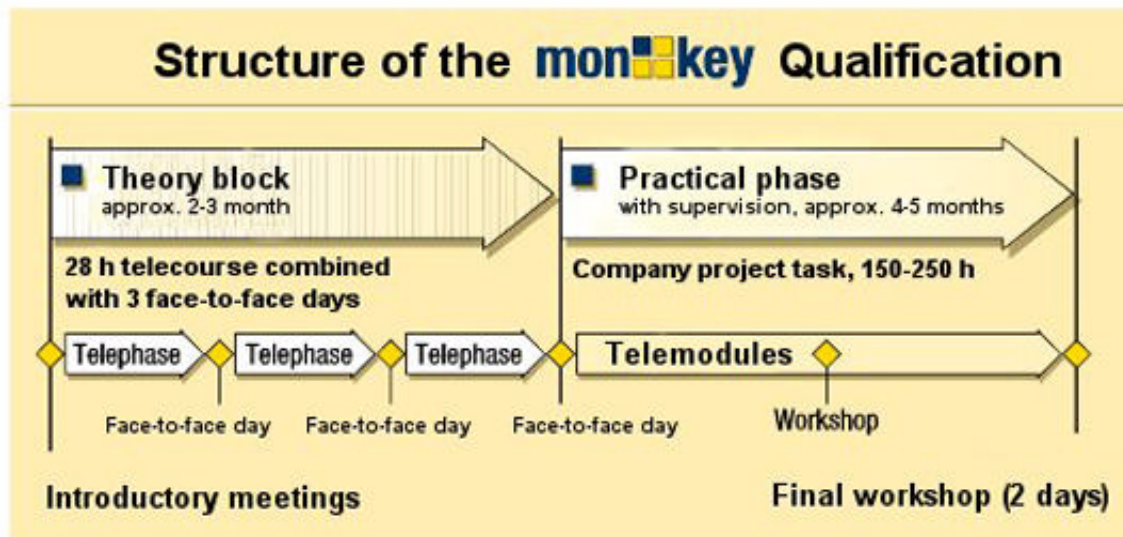 Structure of the monkey Qualification
Theory block
approx. 2-3 month
Practical phase
with supervision, approx. 4-5 months
28 h telecourse combined
with 3 face-to-face days
Company project task, 150-250 h
Telephase
Telephase
Telephase
Telemodules
Face-to-face day
Face-to-face day
Face-to-face day
Workshop
Introductory meetings
Final workshop (2 days)